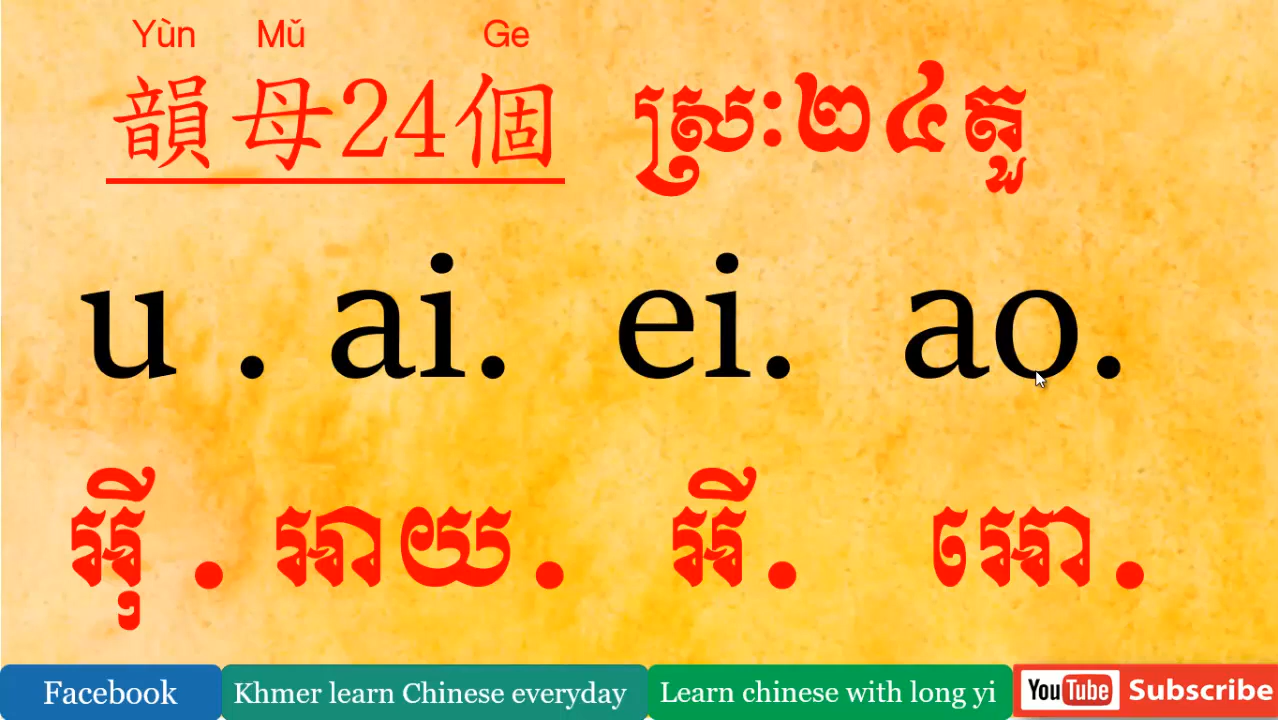 Yùn Mǔ Ge
韻母24個 ស្រៈ២៤តួ
u . ai. ei. ao.
អ៊ីុ . អាយ. អី. អោ.
Facebook Khmer learn Chinese everyday Learn chinese with long yi YouTube Subscribe